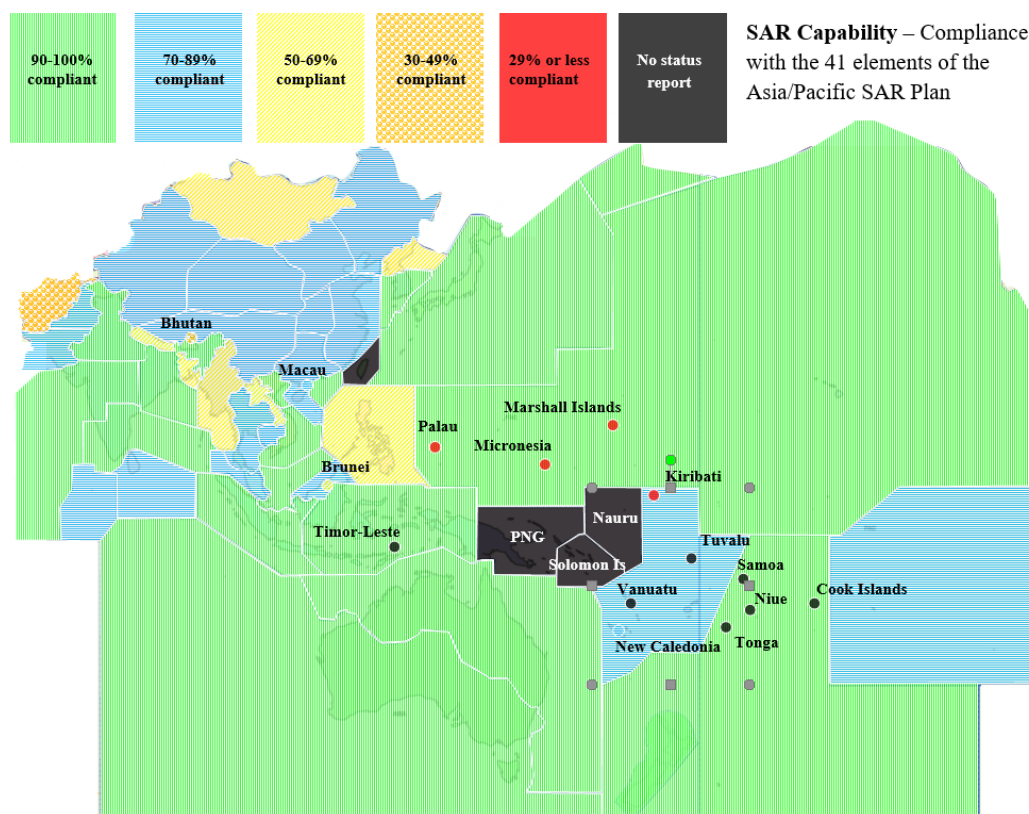 90-100%
compliant
70-89%
compliant
50-69%
compliant
30-49%
compliant
29% or less
compliant
No status
report
SAR Capability – Compliance
with the 41 elements of the
Asia/Pacific SAR Plan
Bhutan
Macau
Marshall Islands
Palau
Micronesia
Brunei
Kiribati
Nauru
Timor-Leste
PNG
Tuvalu
Solomon Is
Samoa
Vanuatu
Niue
Cook Islands
New Caledonia
Tonga